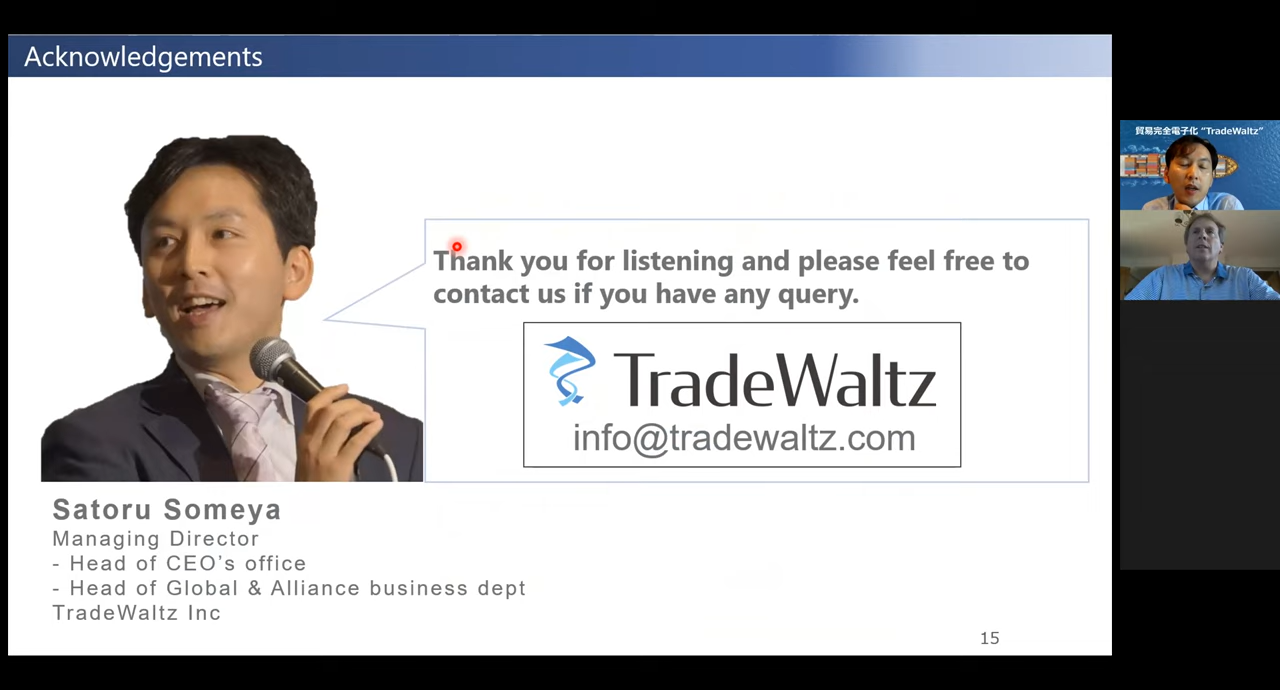 Acknowledgements
貿易完全電子化 “TradeWaltz”
Thank you for listening and please feel free to
contact us if you have any query.
TradeWaltz
info@tradewaltz.com
Satoru Someya
Managing Director
- Head of CEO’s office
- Head of Global & Alliance business dept
TradeWaltz Inc
15